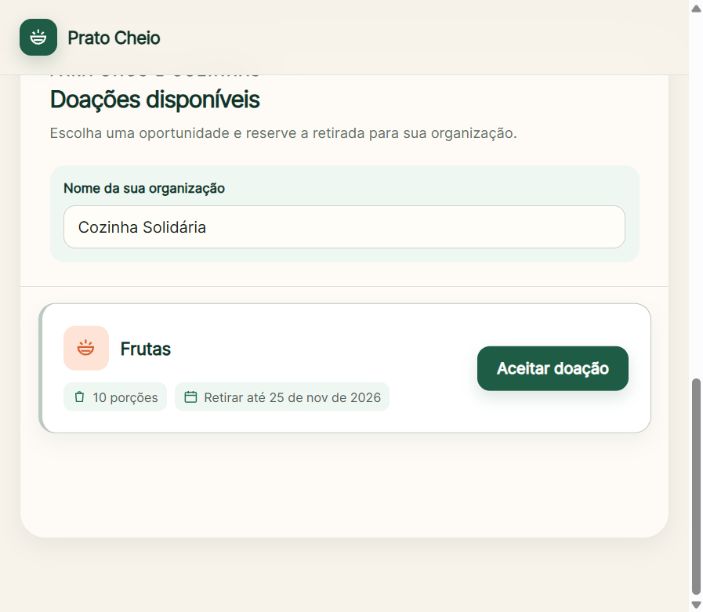 Prato Cheio
Doações disponíveis
Escolha uma oportunidade e reserve a retirada para sua organização.
Nome da sua organização
Cozinha Solidária
Frutas
Aceitar doação
10 porções
Retirar até 25 de nov de 2026